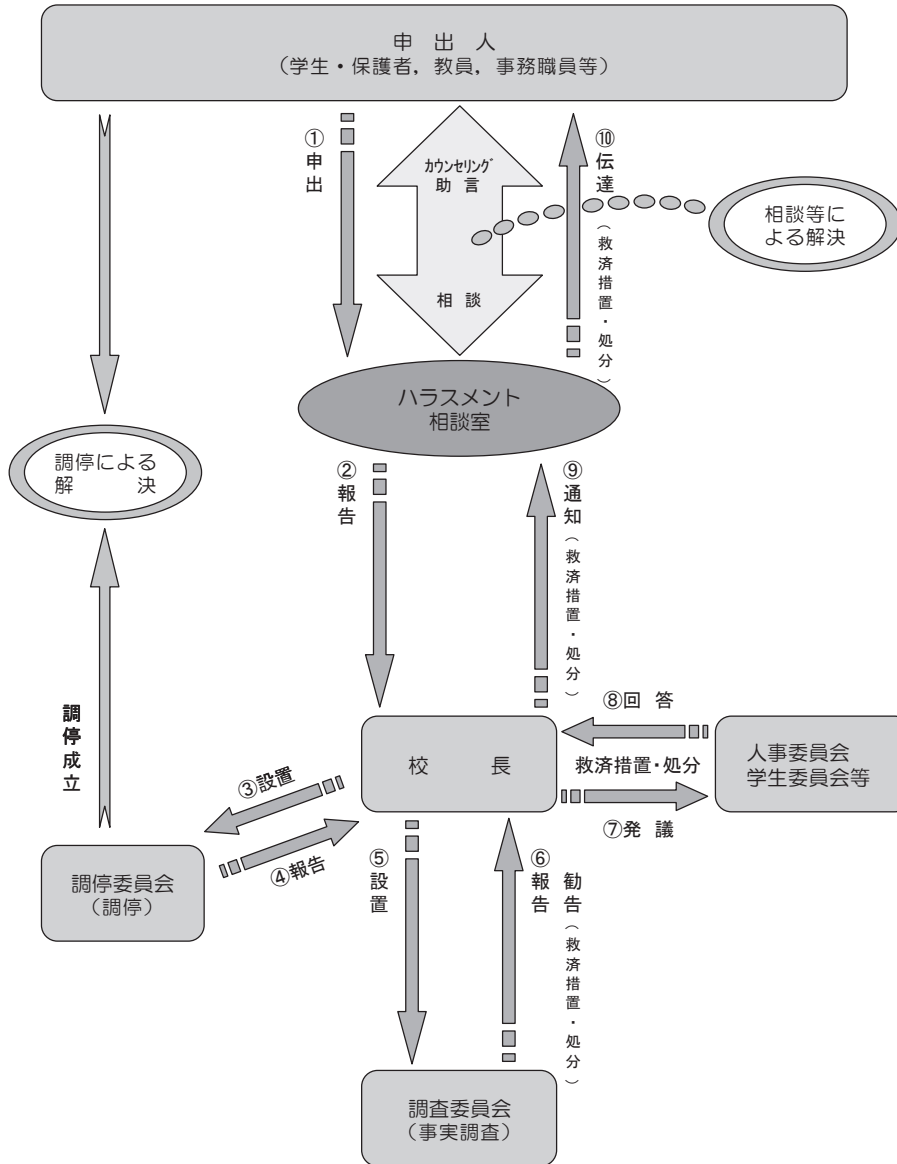 申 出 人
（学生・保護者，教員，事務職員等）
①申出
ｶｳﾝｾﾘﾝｸﾞ
助 言
相 談
⑩伝達（救済措置・処分）
相談等に
よる解決
ハラスメント
相談室
調停による
解 決
②報告
⑨通知（救済措置・処分）
調停成立
⑧回 答
校 長
救済措置・処分
人事委員会
学生委員会等
③設置
⑦発 議
④報告
調停委員会
（調停）
⑤設置
⑥報告
勧告（救済措置・処分）
調査委員会
（事実調査）